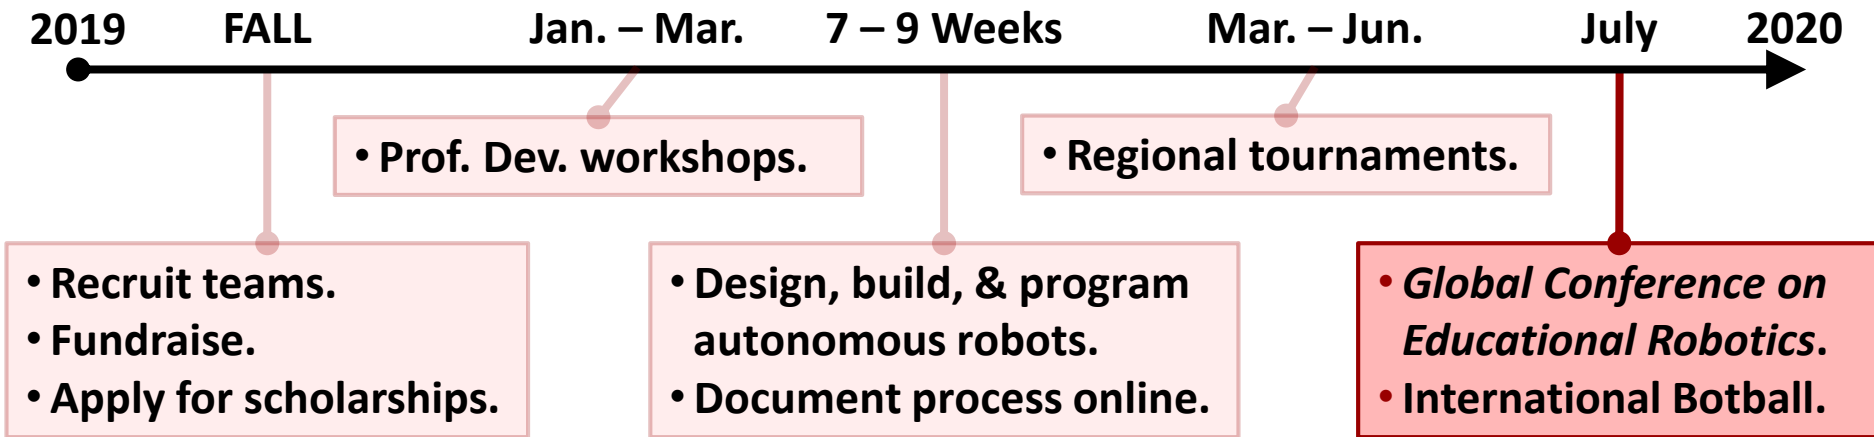 2019 FALL Jan. – Mar. 7 – 9 Weeks Mar. – Jun. July 2020
• Prof. Dev. workshops.
• Regional tournaments.
• Recruit teams.
• Fundraise.
• Apply for scholarships.
• Design, build, & program
autonomous robots.
• Document process online.
• Global Conference on
Educational Robotics.
• International Botball.